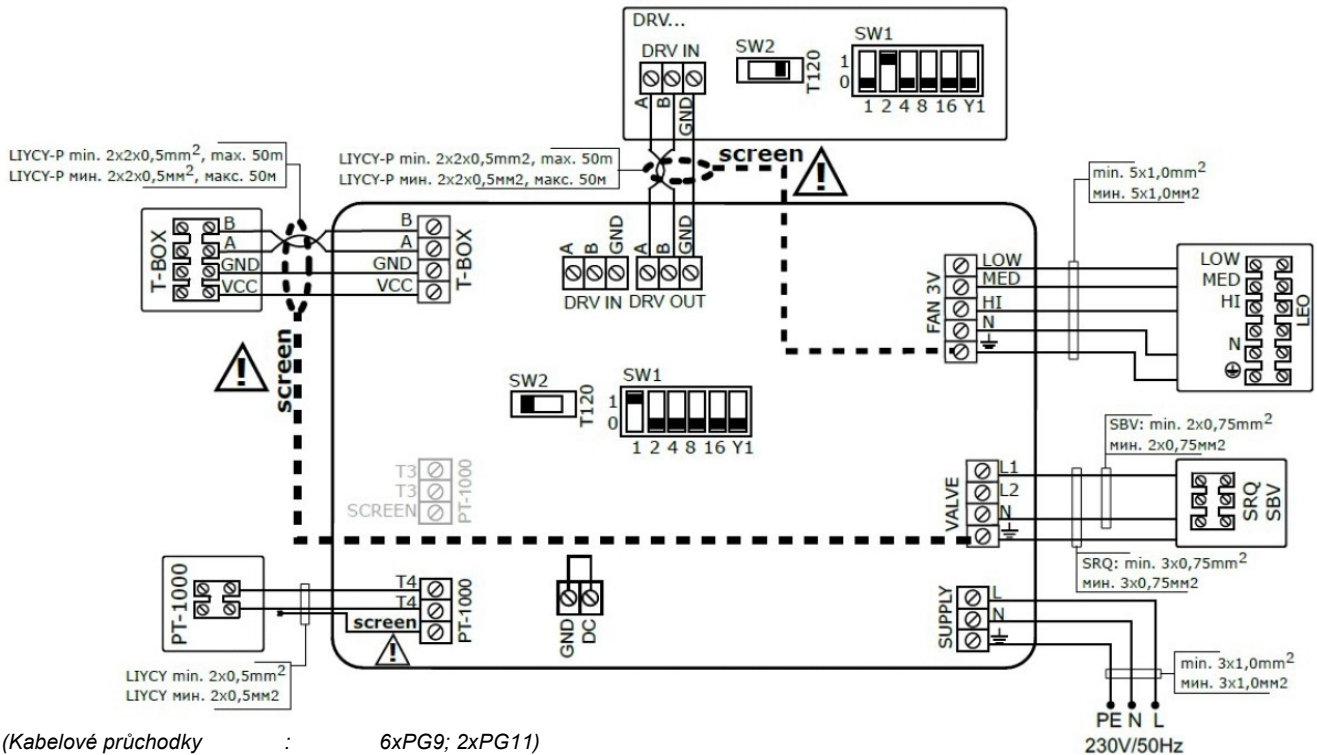 DRV...
DRV IN
SW2
SW1
T120
1
0
1 2 4 8 16 Y1
A
B
GND
LIYCY-P min. 2x2x0,5mm², max. 50m
LIYCY-P мин. 2x2x0,5мм², макс. 50м
LIYCY-P min. 2x2x0,5mm2, max. 50m
LIYCY-P мин. 2x2x0,5мм2, макс. 50м
screen
min. 5x1,0mm²
мин. 5x1,0мм2
T-BOX
B
A
GND
VCC
B
A
GND
VCC
T-BOX
A
B
GND
A
B
GND
DRV IN
DRV OUT
FAN 3V
LOW
MED
HI
N
LOW
MED
HI
N
LEO
screen
SW2
SW1
T120
1
0
1 2 4 8 16 Y1
SBV: min. 2x0,75mm²
мин. 2x0,75мм2
T3
T3
SCREEN
PT-1000
VALVE
L1
L2
N
SRQ
SBV
SRQ: min. 3x0,75mm²
мин. 3x0,75мм2
PT-1000
T4
T4
screen
PT-1000
GND
DC
SUPPLY
L
N
LIYCY min. 2x0,5mm²
LIYCY мин. 2x0,5мм2
min. 3x1,0mm²
мин. 3x1,0мм2
PE N L
230V/50Hz
(Kabelové průchodky : 6xPG9; 2xPG11)